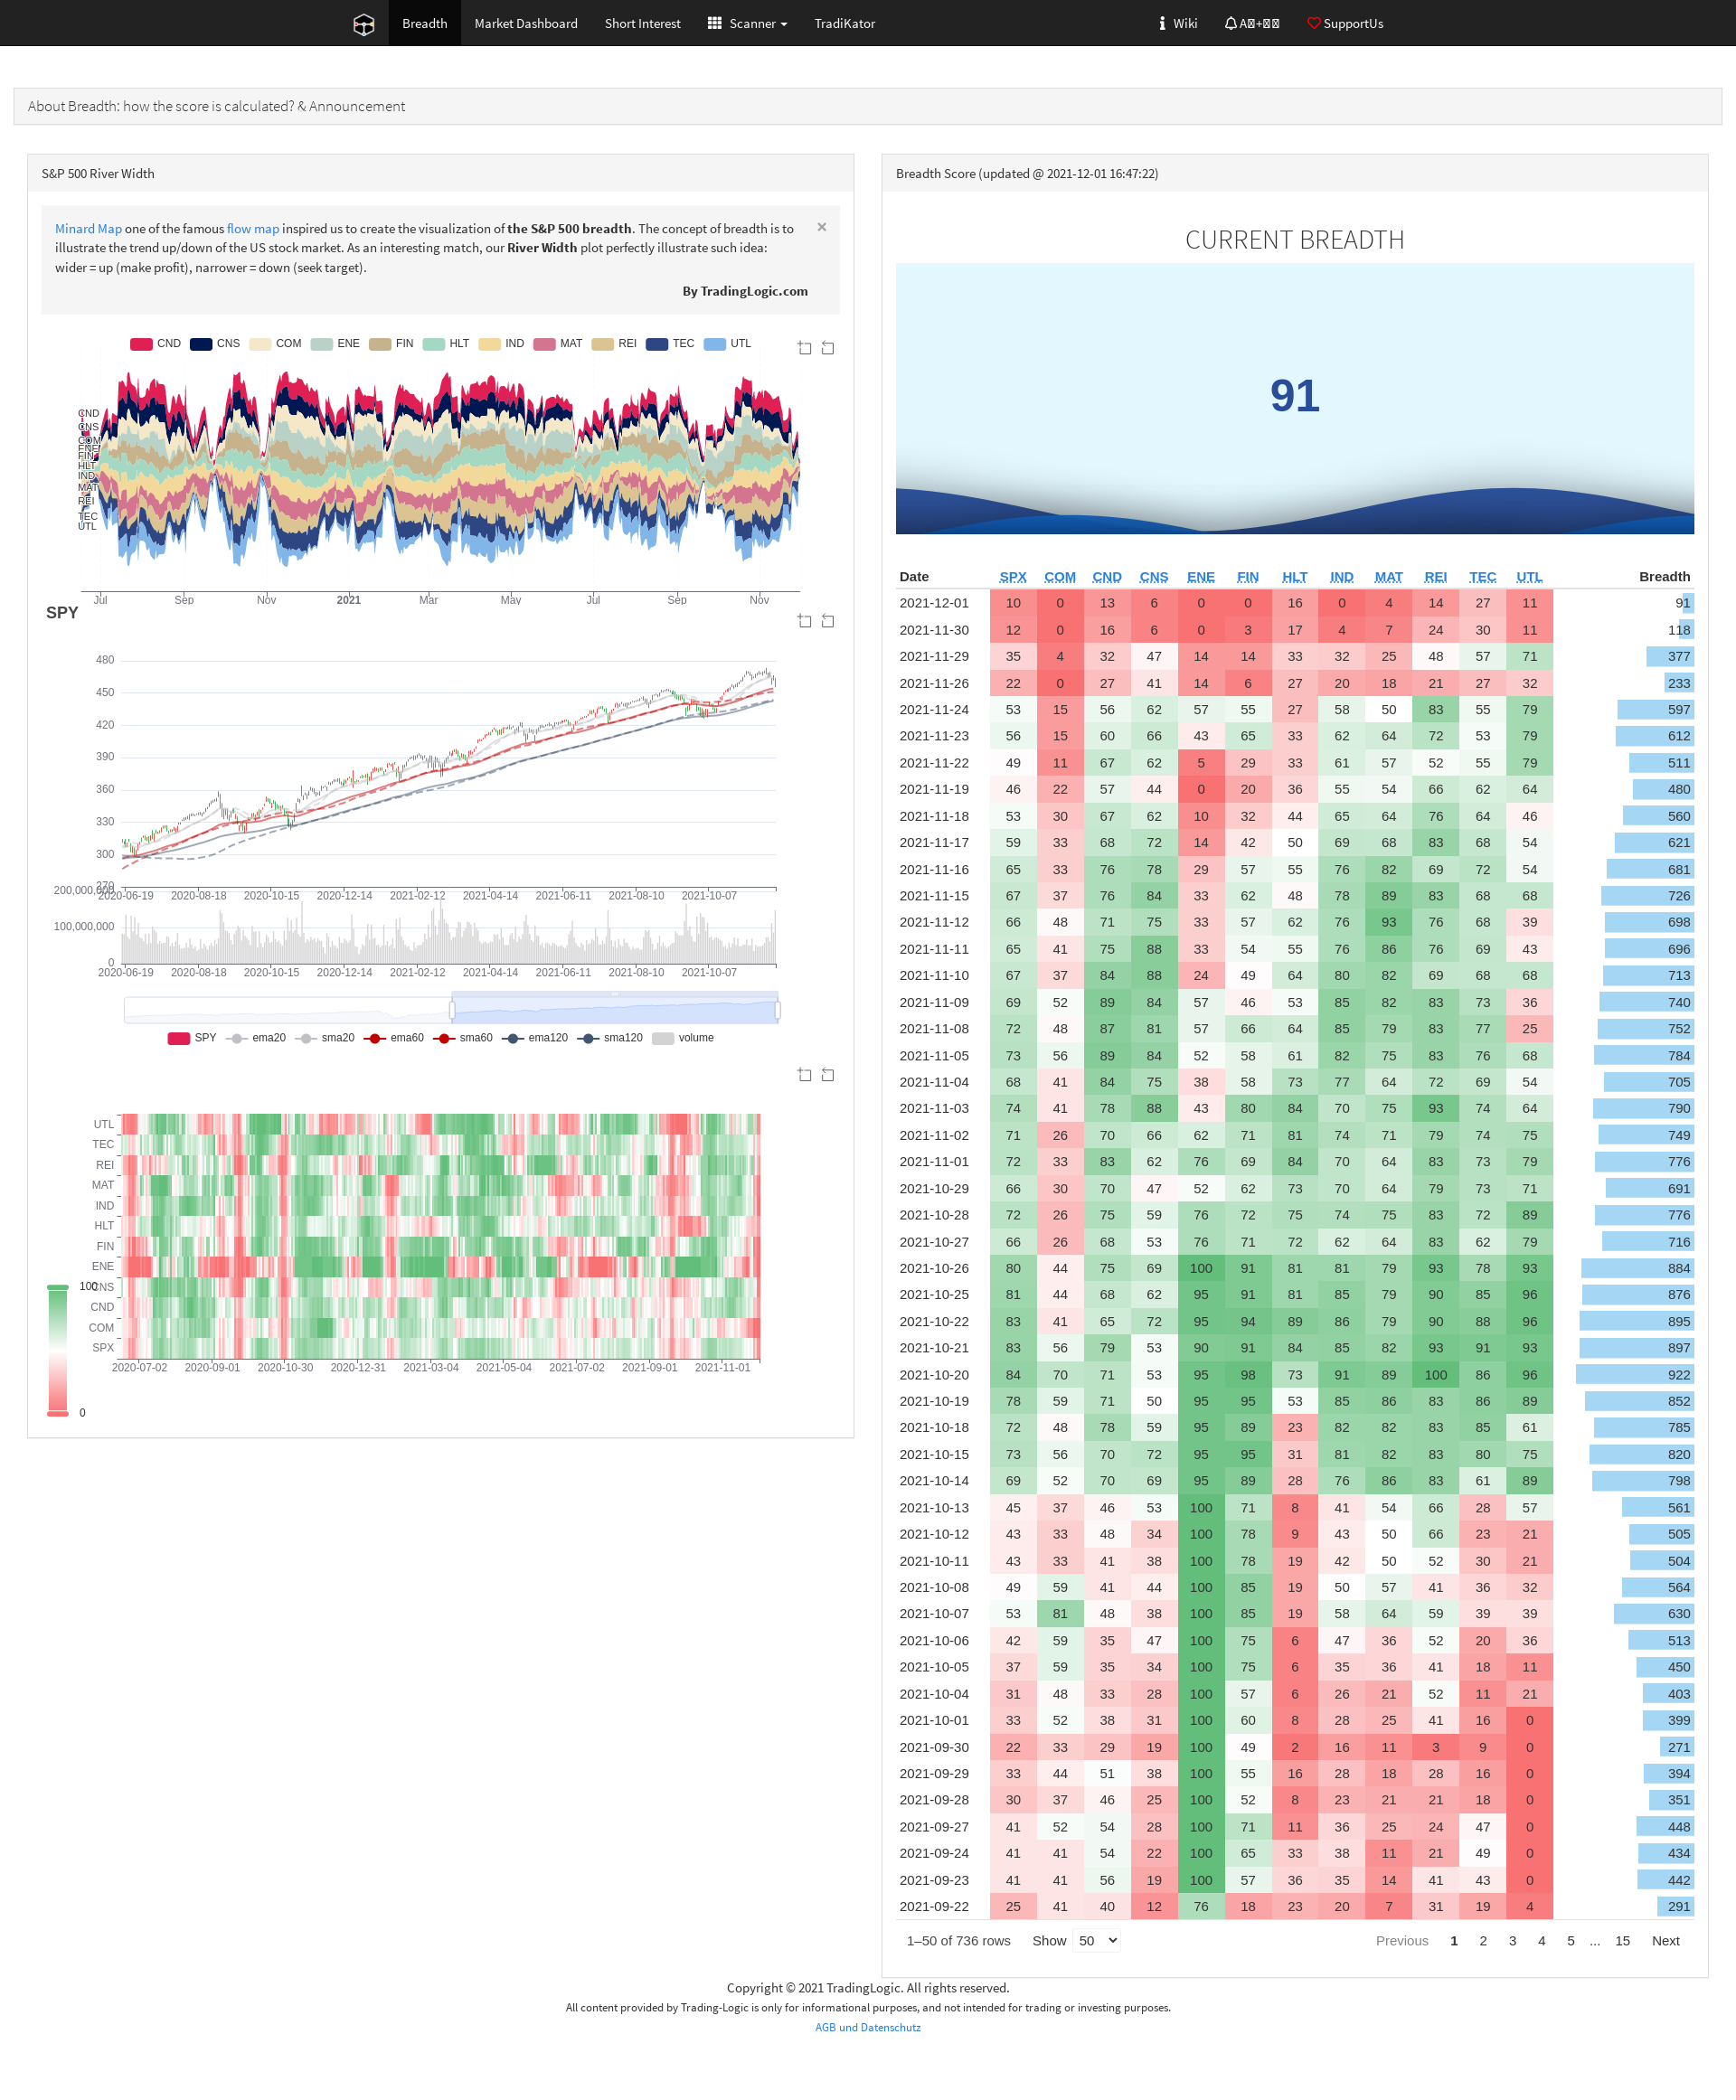 Breadth Market Dashboard Short Interest Scanner TradiKator Wiki SupportUs
About Breadth: how the score is calculated? & Announcement
S&P 500 River Width
Minard Map one of the famous flow map inspired us to create the visualization of the S&P 500 breadth. The concept of breadth is to
illustrate the trend up/down of the US stock market. As an interesting match, our River Width plot perfectly illustrate such idea:
wider = up (make profit), narrower = down (seek target).
×
By TradingLogic.com
CND CNS COM ENE FIN HLT IND MAT REI TEC UTL
CND
CNS
COM
ENE
FIN
HLT
IND
MAT
REI
TEC
UTL
Jul Sep Nov 2021 Mar May Jul Sep Nov
SPY
480
450
420
390
360
330
300
270
2020-06-19 2020-08-18 2020-10-15 2020-12-14 2021-02-12 2021-04-14 2021-06-11 2021-08-10 2021-10-07
200,000,000
100,000,000
0
2020-06-19 2020-08-18 2020-10-15 2020-12-14 2021-02-12 2021-04-14 2021-06-11 2021-08-10 2021-10-07
SPY ema20 sma20 ema60 sma60 ema120 sma120 volume
UTL
TEC
REI
MAT
IND
HLT
FIN
ENE
CNS
CND
COM
SPX
2020-07-02 2020-09-01 2020-10-30 2020-12-31 2021-03-04 2021-05-04 2021-07-02 2021-09-01 2021-11-01
100
0
Breadth Score (updated @ 2021-12-01 16:47:22)
CURRENT BREADTH
91
Date SPX COM CND CNS ENE FIN HLT IND MAT REI TEC UTL Breadth
2021-12-01 10 0 13 6 0 0 16 0 4 14 27 11 91
2021-11-30 12 0 16 6 0 3 17 4 7 24 30 11 118
2021-11-29 35 4 32 47 14 14 33 32 25 48 57 71 377
2021-11-26 22 0 27 41 14 6 27 20 18 21 27 32 233
2021-11-24 53 15 56 62 57 55 27 58 50 83 55 79 597
2021-11-23 56 15 60 66 43 65 33 62 64 72 53 79 612
2021-11-22 49 11 67 62 5 29 33 61 57 52 55 79 511
2021-11-19 46 22 57 44 0 20 36 55 54 66 62 64 480
2021-11-18 53 30 67 62 10 32 44 65 64 76 64 46 560
2021-11-17 59 33 68 72 14 42 50 69 68 83 68 54 621
2021-11-16 65 33 76 78 29 57 55 76 82 69 72 54 681
2021-11-15 67 37 76 84 33 62 48 78 89 83 68 68 726
2021-11-12 66 48 71 75 33 57 62 76 93 76 68 39 698
2021-11-11 65 41 75 88 33 54 55 76 86 76 69 43 696
2021-11-10 67 37 84 88 24 49 64 80 82 69 68 68 713
2021-11-09 69 52 89 84 57 46 53 85 82 83 73 36 740
2021-11-08 72 48 87 81 57 66 64 85 79 83 77 25 752
2021-11-05 73 56 89 84 52 58 61 82 75 83 76 68 784
2021-11-04 68 41 84 75 38 58 73 77 64 72 69 54 705
2021-11-03 74 41 78 88 43 80 84 70 75 93 74 64 790
2021-11-02 71 26 70 66 62 71 81 74 71 79 74 75 749
2021-11-01 72 33 83 62 76 69 84 70 64 83 73 79 776
2021-10-29 66 30 70 47 52 62 73 70 64 79 73 71 691
2021-10-28 72 26 75 59 76 72 75 74 75 83 72 89 776
2021-10-27 66 26 68 53 76 71 72 62 64 83 62 79 716
2021-10-26 80 44 75 69 100 91 81 81 79 93 78 93 884
2021-10-25 81 44 68 62 95 91 81 85 79 90 85 96 876
2021-10-22 83 41 65 72 95 94 89 86 79 90 88 96 895
2021-10-21 83 56 79 53 90 91 84 85 82 93 91 93 897
2021-10-20 84 70 71 53 95 98 73 91 89 100 86 96 922
2021-10-19 78 59 71 50 95 95 53 85 86 83 86 89 852
2021-10-18 72 48 78 59 95 89 23 82 82 83 85 61 785
2021-10-15 73 56 70 72 95 95 31 81 82 83 80 75 820
2021-10-14 69 52 70 69 95 89 28 76 86 83 61 89 798
2021-10-13 45 37 46 53 100 71 8 41 54 66 28 57 561
2021-10-12 43 33 48 34 100 78 9 43 50 66 23 21 505
2021-10-11 43 33 41 38 100 78 19 42 50 52 30 21 504
2021-10-08 49 59 41 44 100 85 19 50 57 41 36 32 564
2021-10-07 53 81 48 38 100 85 19 58 64 59 39 39 630
2021-10-06 42 59 35 47 100 75 6 47 36 52 20 36 513
2021-10-05 37 59 35 34 100 75 6 35 36 41 18 11 450
2021-10-04 31 48 33 28 100 57 6 26 21 52 11 21 403
2021-10-01 33 52 38 31 100 60 8 28 25 41 16 0 399
2021-09-30 22 33 29 19 100 49 2 16 11 3 9 0 271
2021-09-29 33 44 51 38 100 55 16 28 18 28 16 0 394
2021-09-28 30 37 46 25 100 52 8 23 21 21 18 0 351
2021-09-27 41 52 54 28 100 71 11 36 25 24 47 0 448
2021-09-24 41 41 54 22 100 65 33 38 11 21 49 0 434
2021-09-23 41 41 56 19 100 57 36 35 14 41 43 0 442
2021-09-22 25 41 40 12 76 18 23 20 7 31 19 4 291
1–50 of 736 rows Show 50 Previous 1 2 3 4 5 ... 15 Next
Copyright © 2021 TradingLogic. All rights reserved.
All content provided by Trading-Logic is only for informational purposes, and not intended for trading or investing purposes.
AGB und Datenschutz